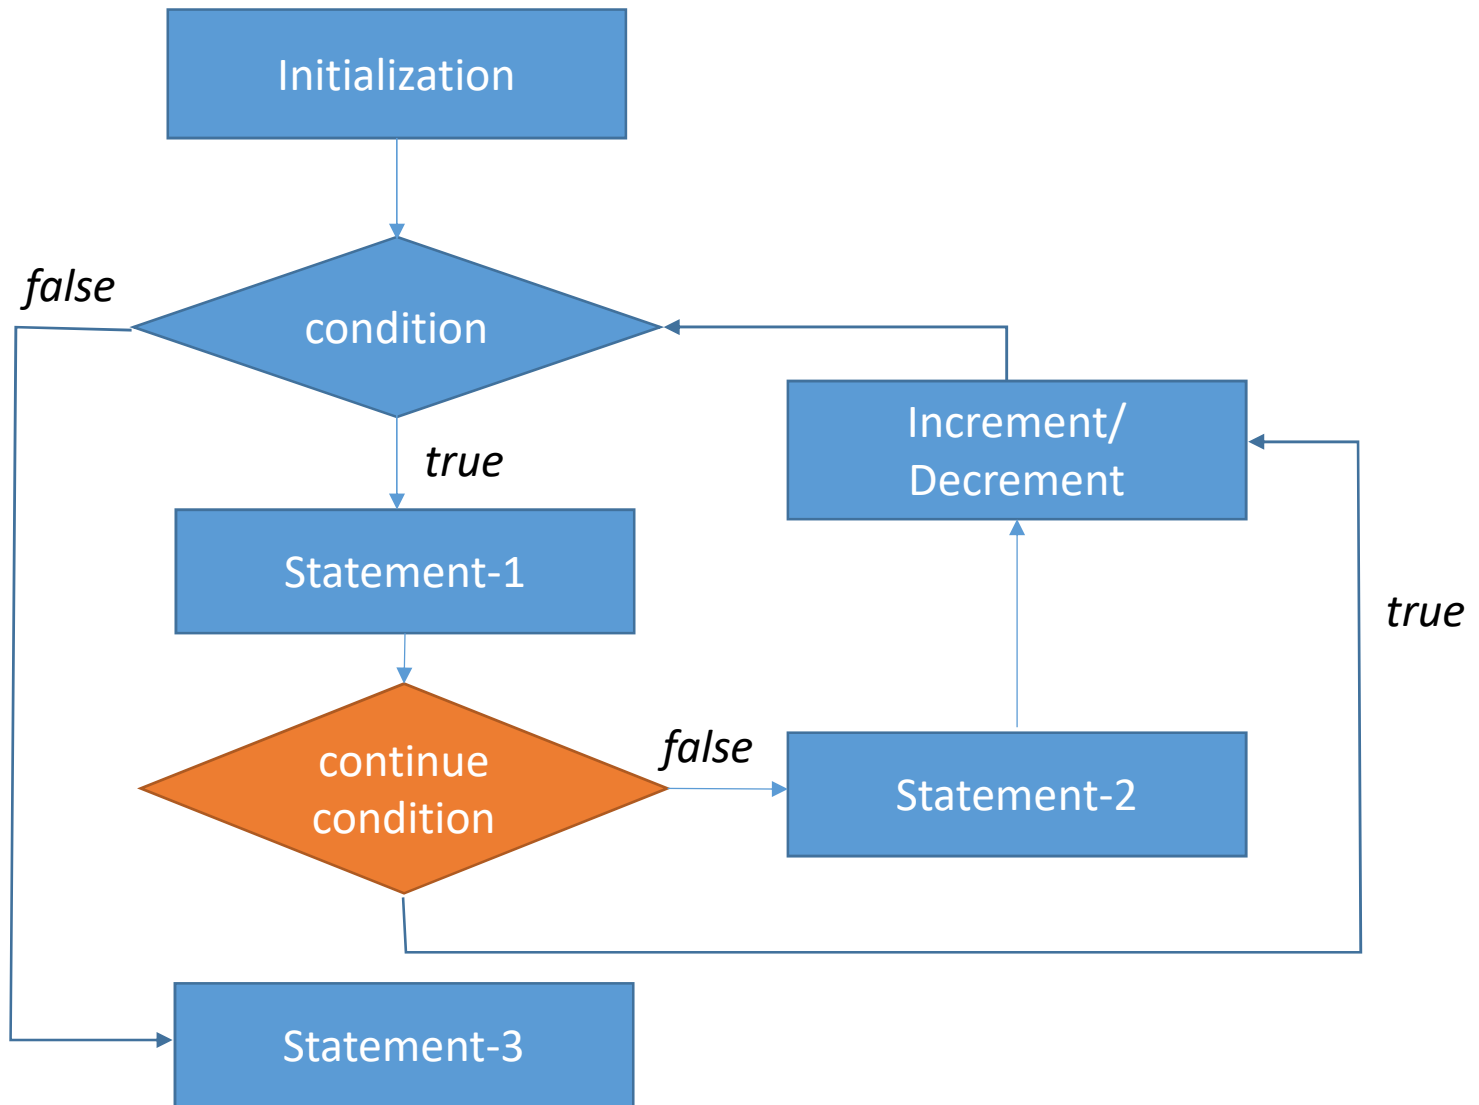 Initialization
false
condition
true
Increment/
Decrement
Statement-1
true
continue
condition
false
Statement-2
Statement-3